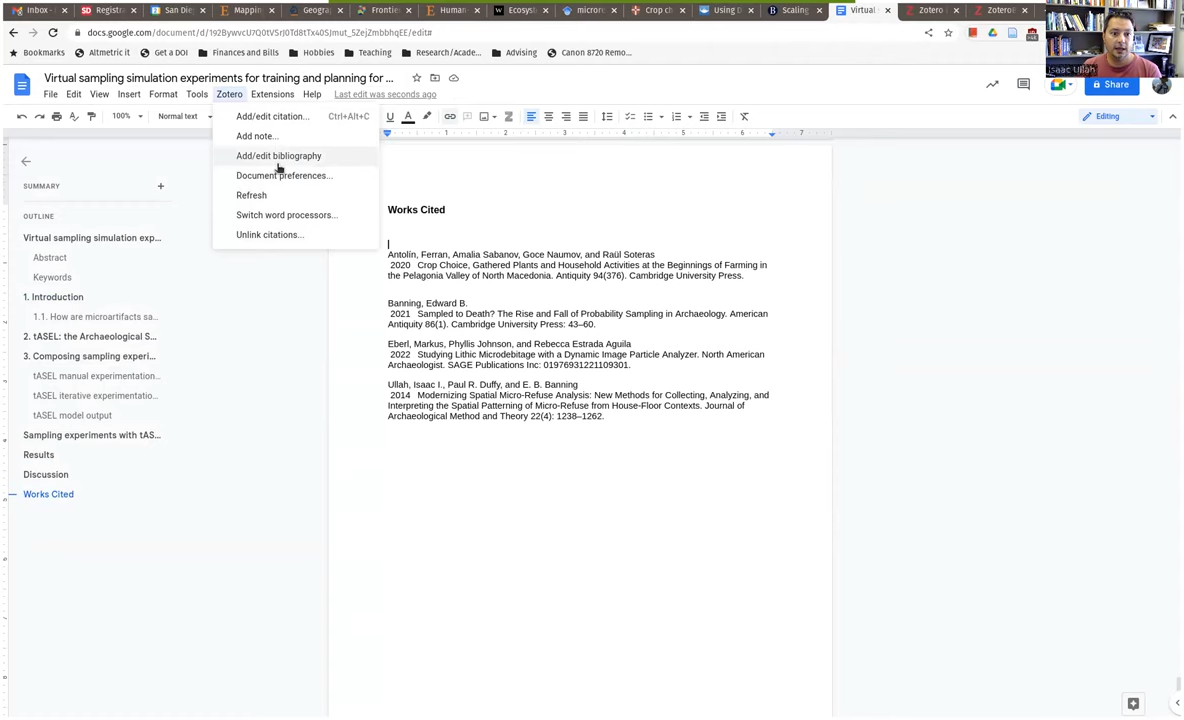 Inbox -
Registr
San Die
Mappin
Geograp
Frontie
Human
Ecosyst
microre
Crop ch
Using D
Scaling
Virtual
Zotero
ZoteroB
docs.google.com
Bookmarks
Altmetric it
Get a DOI
Finances and Bills
Hobbies
Teaching
Research/Acade...
Advising
Canon 8720 Remo...
Isaac Ullah
Virtual sampling simulation experiments for training and planning for ...
File Edit View Insert Format Tools Zotero Extensions Help
Last edit was seconds ago
Share
100%
Normal text
Editing
1 2 3 4 5 6 7
Add/edit citation... Ctrl+Alt+C
Add note...
Add/edit bibliography
Document preferences...
Refresh
Switch word processors...
Unlink citations...
SUMMARY
OUTLINE
Virtual sampling simulation exp...
Abstract
Keywords
1. Introduction
1.1. How are microartifacts sa...
2. tASEL: the Archaeological S...
3. Composing sampling experi...
tASEL manual experimentation...
tASEL iterative experimentatio...
tASEL model output
Sampling experiments with tAS...
Results
Discussion
Works Cited
Works Cited
Antolín, Ferran, Amalia Sabanov, Goce Naumov, and Raül Soteras
2020 Crop Choice, Gathered Plants and Household Activities at the Beginnings of Farming in
the Pelagonia Valley of North Macedonia. Antiquity 94(376). Cambridge University Press.
Banning, Edward B.
2021 Sampled to Death? The Rise and Fall of Probability Sampling in Archaeology. American
Antiquity 86(1). Cambridge University Press: 43–60.
Eberl, Markus, Phyllis Johnson, and Rebecca Estrada Aguila
2022 Studying Lithic Microdebitage with a Dynamic Image Particle Analyzer. North American
Archaeologist. SAGE Publications Inc: 01976931221109301.
Ullah, Isaac I., Paul R. Duffy, and E. B. Banning
2014 Modernizing Spatial Micro-Refuse Analysis: New Methods for Collecting, Analyzing, and
Interpreting the Spatial Patterning of Micro-Refuse from House-Floor Contexts. Journal of
Archaeological Method and Theory 22(4): 1238–1262.